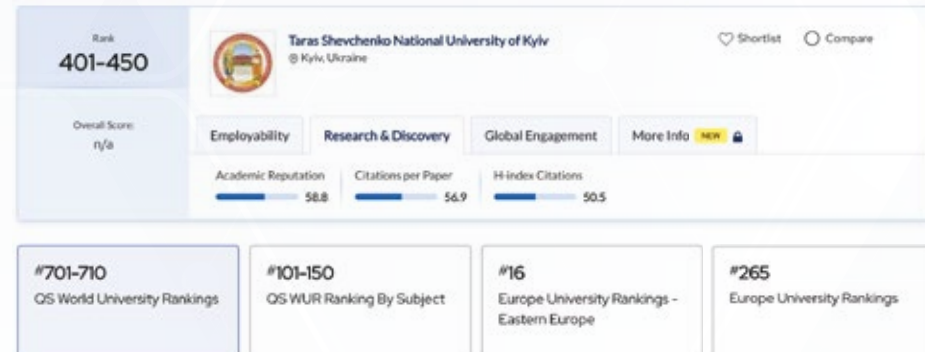 Rank
401-450
Taras Shevchenko National University of Kyiv
Kyiv, Ukraine
Shortlist
Compare
Overall Score:
n/a
Employability
Research & Discovery
Global Engagement
More Info NEW
Academic Reputation
58.8
Citations per Paper
56.9
H-index Citations
50.5
#701-710
QS World University Rankings
#101-150
QS WUR Ranking By Subject
#16
Europe University Rankings -
Eastern Europe
#265
Europe University Rankings